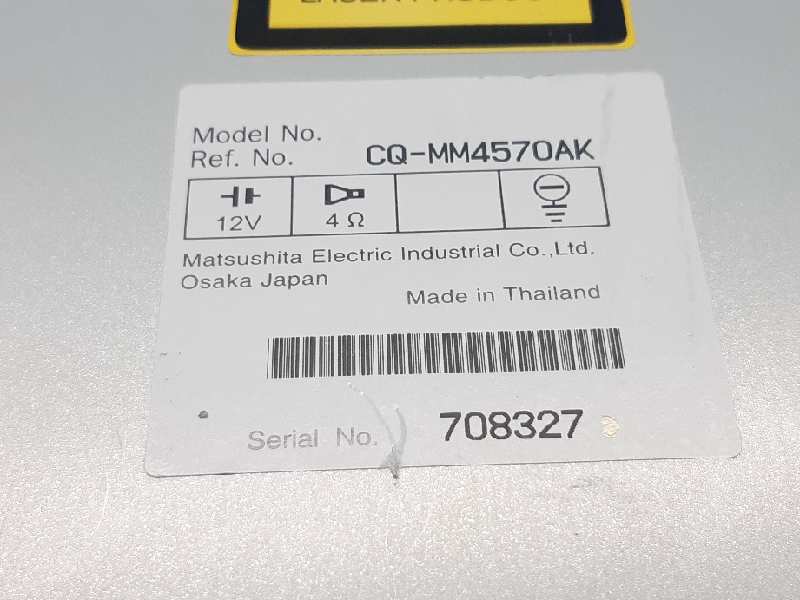 Model No.
Ref. No. CQ-MM4570AK
12V
4 Ω
Matsushita Electric Industrial Co.,Ltd.
Osaka Japan
Made in Thailand
Serial No. 708327